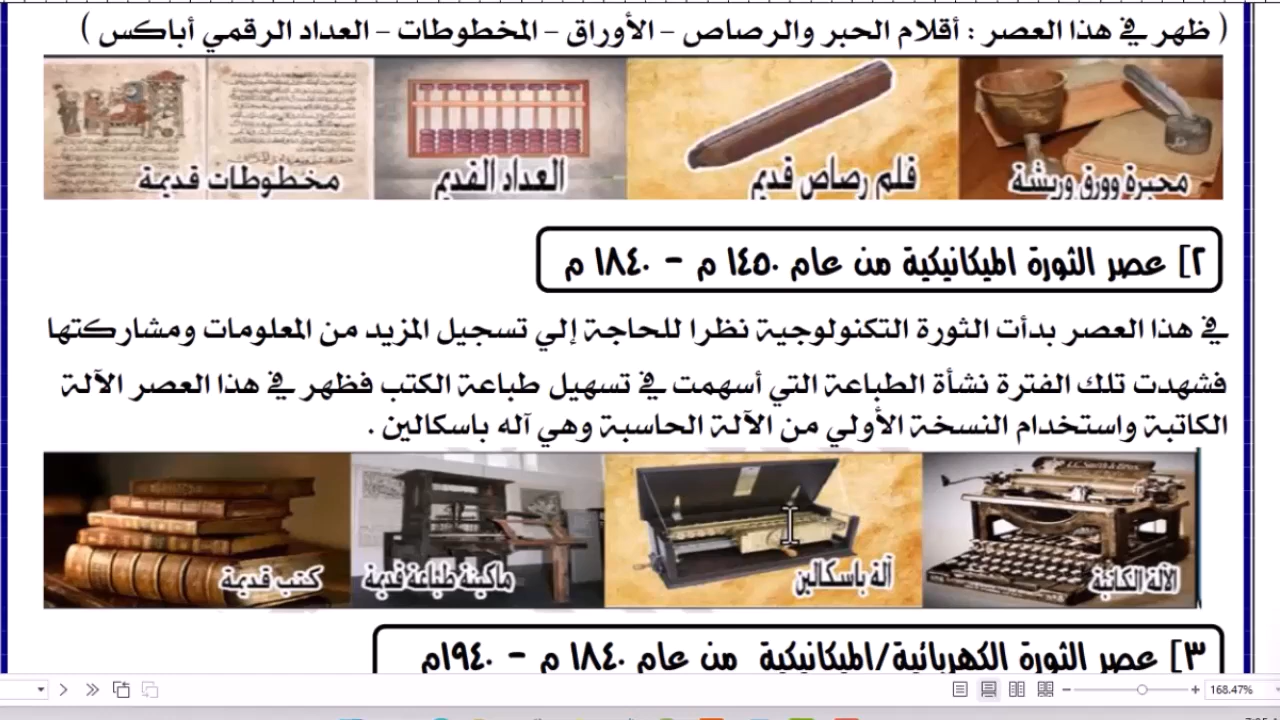 ( ظهر في هذا العصر : أقلام الحبر والرصاص – الأوراق – المخطوطات – العداد الرقمي أباكس )
محبرة وورق وريشة
قلم رصاص قديم
العداد القديم
مخطوطات قديمة
٢] عصر الثورة الميكانيكية من عام ١٤٥٠ م – ١٨٤٠ م
في هذا العصر بدأت الثورة التكنولوجية نظرا للحاجة إلي تسجيل المزيد من المعلومات ومشاركتها
فشهدت تلك الفترة نشأة الطباعة التي أسهمت في تسهيل طباعة الكتب فظهر في هذا العصر الآلة
الكاتبة واستخدام النسخة الأولي من الآلة الحاسبة وهي آله باسكالين .
L.C. Smith & Bros.
الآلة الكاتبة
آلة باسكالين
ماكينة طباعة قديمة
كتب قديمة
٣] عصر الثورة الكهربائية/الميكانيكية من عام ١٨٤٠ م – ١٩٤٠م
168.47%